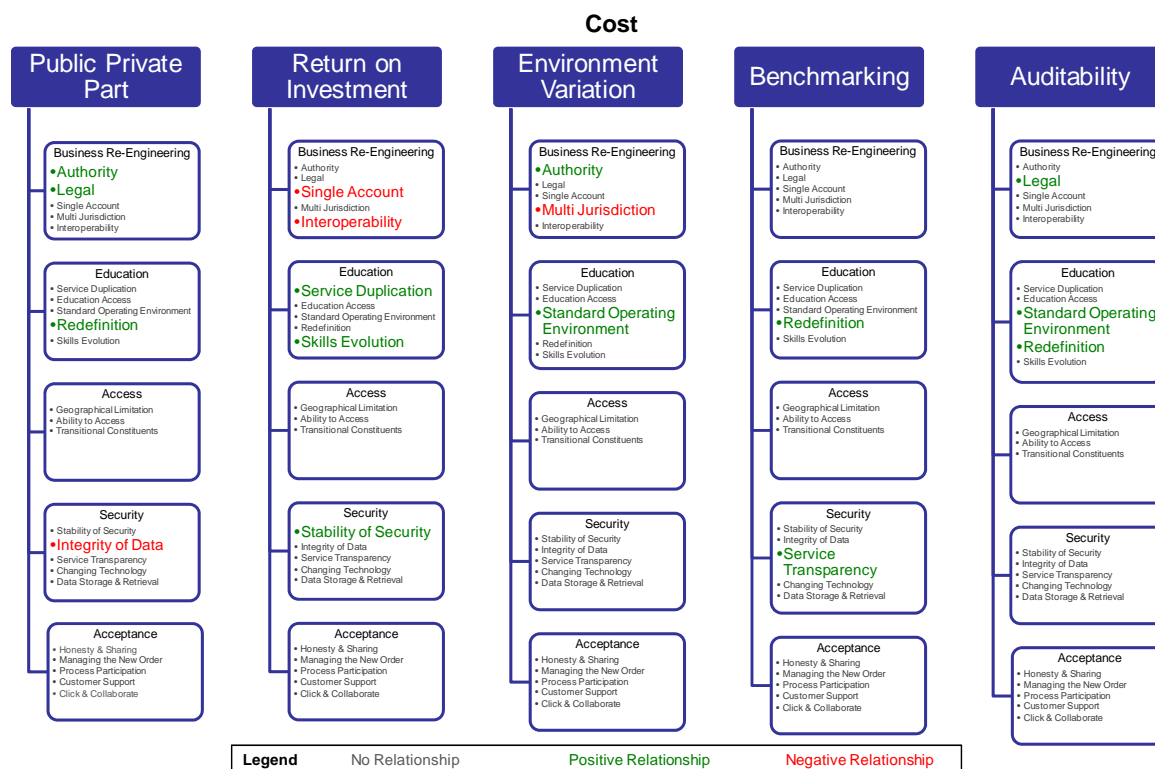 Cost
Public Private
Part
Business Re-Engineering
•Authority
•Legal
• Single Account
• Multi Jurisdiction
• Interoperability
Education
• Service Duplication
• Education Access
• Standard Operating Environment
•Redefinition
• Skills Evolution
Access
• Geographical Limitation
• Ability to Access
• Transitional Constituents
Security
• Stability of Security
•Integrity of Data
• Service Transparency
• Changing Technology
• Data Storage & Retrieval
Acceptance
• Honesty & Sharing
• Managing the New Order
• Process Participation
• Customer Support
• Click & Collaborate
Return on
Investment
Business Re-Engineering
• Authority
• Legal
•Single Account
• Multi Jurisdiction
•Interoperability
Education
•Service Duplication
• Education Access
• Standard Operating Environment
• Redefinition
•Skills Evolution
Access
• Geographical Limitation
• Ability to Access
• Transitional Constituents
Security
•Stability of Security
• Integrity of Data
• Service Transparency
• Changing Technology
• Data Storage & Retrieval
Acceptance
• Honesty & Sharing
• Managing the New Order
• Process Participation
• Customer Support
• Click & Collaborate
Environment
Variation
Business Re-Engineering
•Authority
• Legal
• Single Account
•Multi Jurisdiction
• Interoperability
Education
• Service Duplication
• Education Access
•Standard Operating
Environment
• Redefinition
• Skills Evolution
Access
• Geographical Limitation
• Ability to Access
• Transitional Constituents
Security
• Stability of Security
• Integrity of Data
• Service Transparency
• Changing Technology
• Data Storage & Retrieval
Acceptance
• Honesty & Sharing
• Managing the New Order
• Process Participation
• Customer Support
• Click & Collaborate
Benchmarking
Business Re-Engineering
• Authority
• Legal
• Single Account
• Multi Jurisdiction
• Interoperability
Education
• Service Duplication
• Education Access
• Standard Operating Environment
•Redefinition
• Skills Evolution
Access
• Geographical Limitation
• Ability to Access
• Transitional Constituents
Security
• Stability of Security
• Integrity of Data
•Service
Transparency
• Changing Technology
• Data Storage & Retrieval
Acceptance
• Honesty & Sharing
• Managing the New Order
• Process Participation
• Customer Support
• Click & Collaborate
Auditability
Business Re-Engineering
• Authority
•Legal
• Single Account
• Multi Jurisdiction
• Interoperability
Education
• Service Duplication
• Education Access
•Standard Operating
Environment
•Redefinition
• Skills Evolution
Access
• Geographical Limitation
• Ability to Access
• Transitional Constituents
Security
• Stability of Security
• Integrity of Data
• Service Transparency
• Changing Technology
• Data Storage & Retrieval
Acceptance
• Honesty & Sharing
• Managing the New Order
• Process Participation
• Customer Support
• Click & Collaborate
Legend No Relationship Positive Relationship Negative Relationship